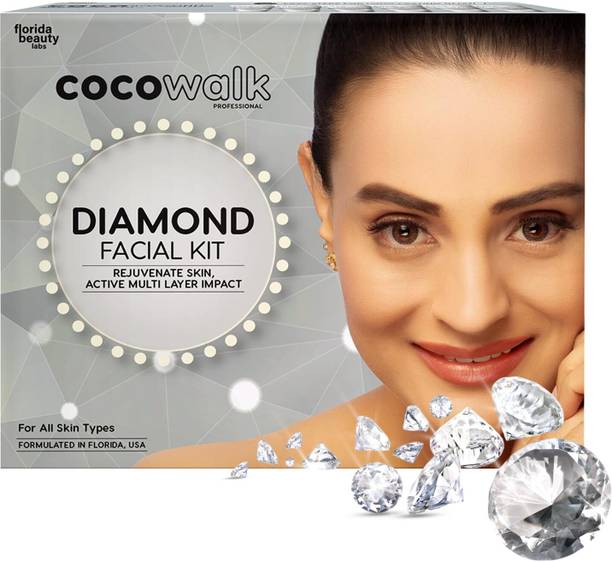 florida
beauty
labs
cocowalk
PROFESSIONAL
DIAMOND
FACIAL KIT
REJUVENATE SKIN,
ACTIVE MULTI LAYER IMPACT
For All Skin Types
FORMULATED IN FLORIDA, USA